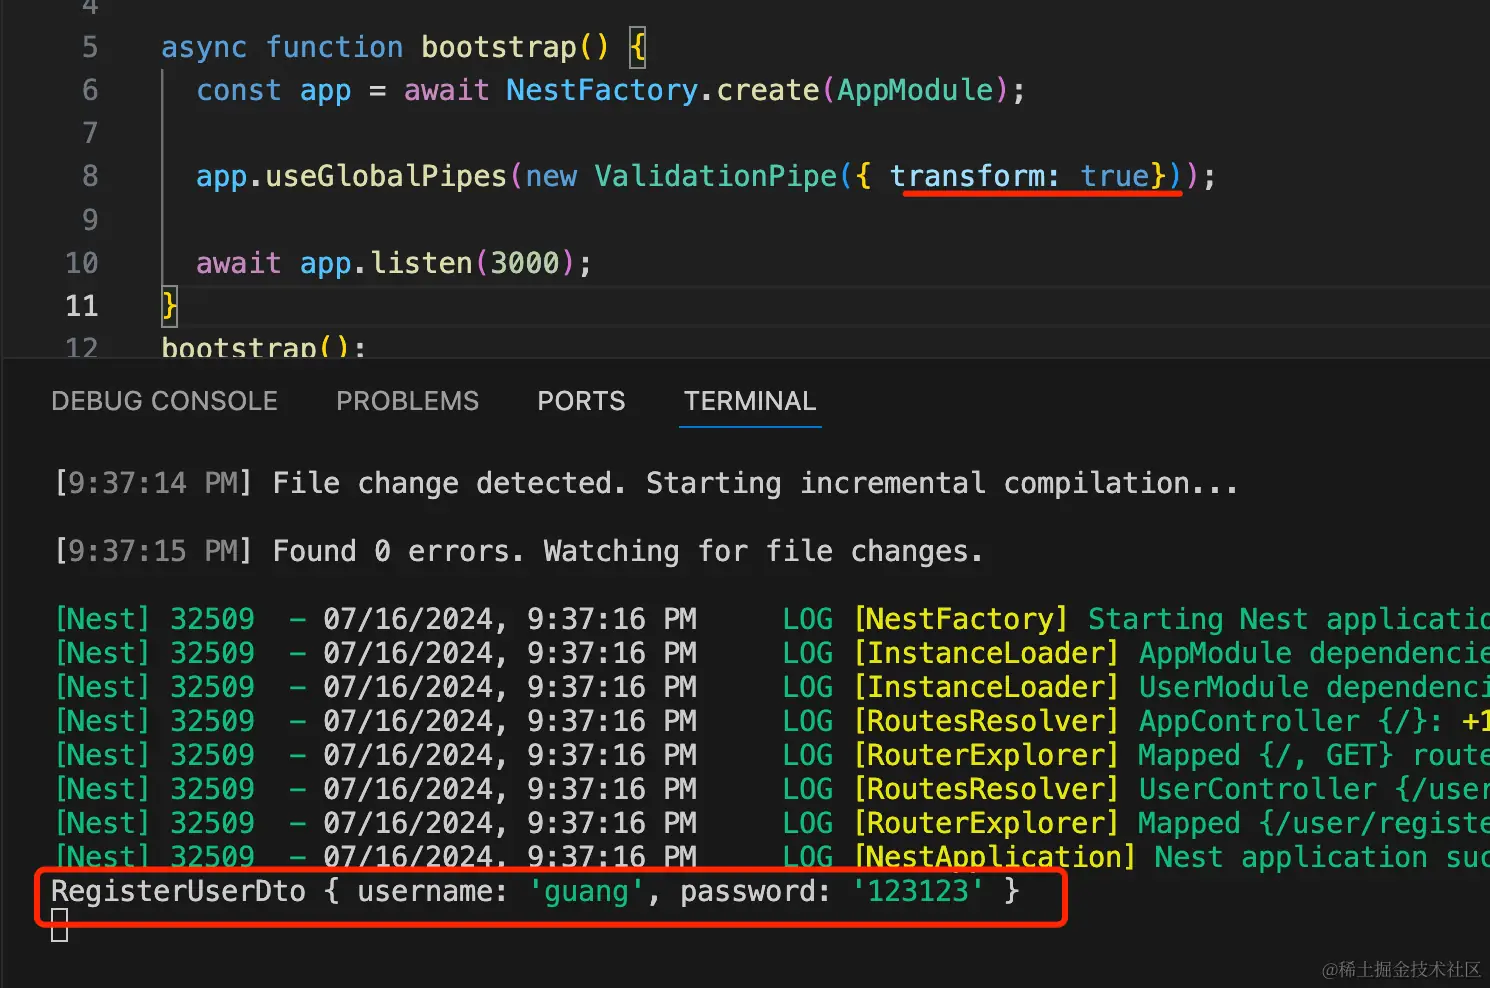 4
5 async function bootstrap() {
6 const app = await NestFactory.create(AppModule);
7
8 app.useGlobalPipes(new ValidationPipe({ transform: true}));
9
10 await app.listen(3000);
11 }
12 bootstrap();
DEBUG CONSOLE PROBLEMS PORTS TERMINAL
[9:37:14 PM] File change detected. Starting incremental compilation...
[9:37:15 PM] Found 0 errors. Watching for file changes.
[Nest] 32509 - 07/16/2024, 9:37:16 PM LOG [NestFactory] Starting Nest applicatio
[Nest] 32509 - 07/16/2024, 9:37:16 PM LOG [InstanceLoader] AppModule dependencie
[Nest] 32509 - 07/16/2024, 9:37:16 PM LOG [InstanceLoader] UserModule dependenci
[Nest] 32509 - 07/16/2024, 9:37:16 PM LOG [RoutesResolver] AppController {/}: +1
[Nest] 32509 - 07/16/2024, 9:37:16 PM LOG [RouterExplorer] Mapped {/, GET} route
[Nest] 32509 - 07/16/2024, 9:37:16 PM LOG [RoutesResolver] UserController {/user
[Nest] 32509 - 07/16/2024, 9:37:16 PM LOG [RouterExplorer] Mapped {/user/registe
[Nest] 32509 - 07/16/2024, 9:37:16 PM LOG [NestApplication] Nest application suc
RegisterUserDto { username: 'guang', password: '123123' }
@稀土掘金技术社区